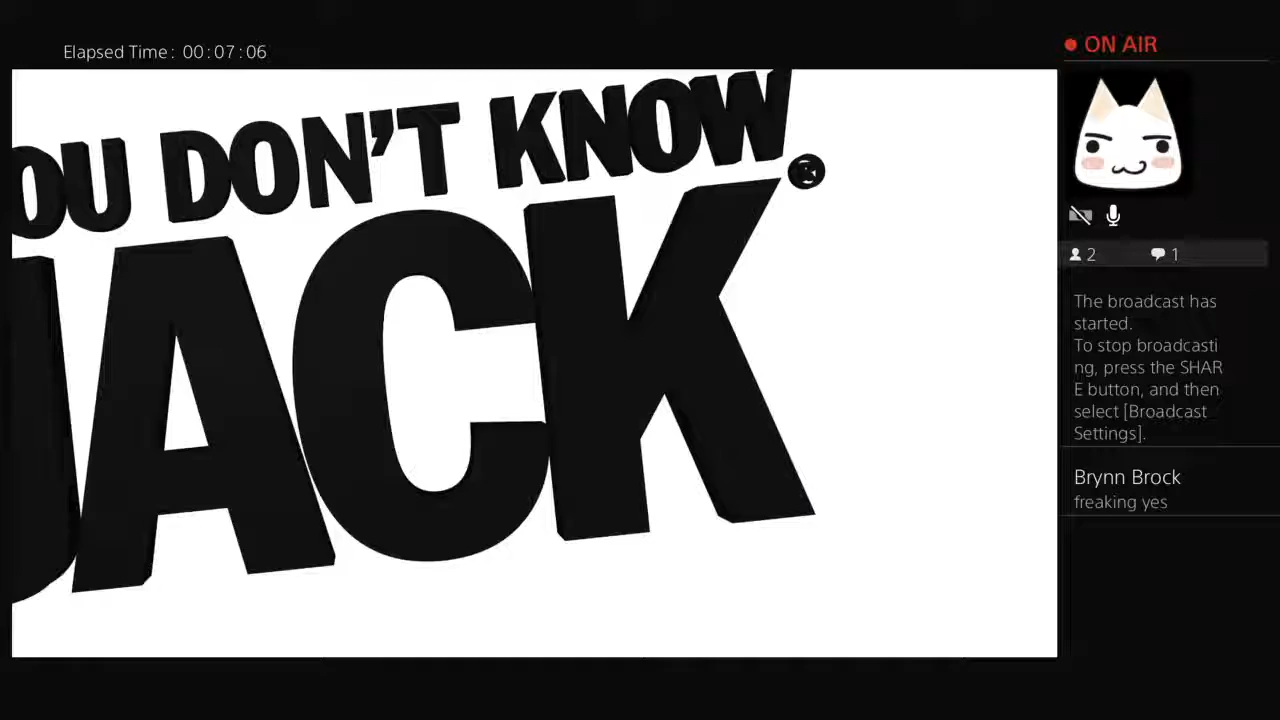 Elapsed Time: 00:07:06
ON AIR
OU DON'T KNOW
JACK
2
1
The broadcast has
started.
To stop broadcasti
ng, press the SHAR
E button, and then
select [Broadcast
Settings].
Brynn Brock
freaking yes